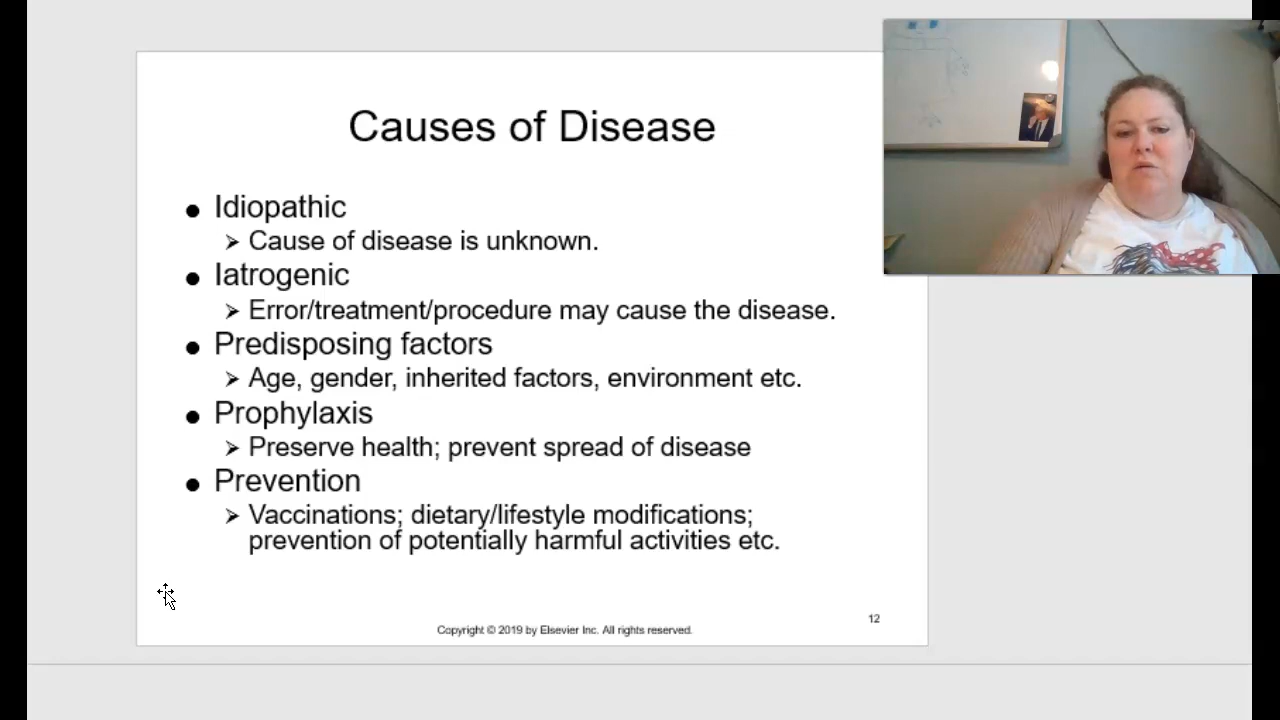 Causes of Disease
● Idiopathic
➢ Cause of disease is unknown.
● Iatrogenic
➢ Error/treatment/procedure may cause the disease.
● Predisposing factors
➢ Age, gender, inherited factors, environment etc.
● Prophylaxis
➢ Preserve health; prevent spread of disease
● Prevention
➢ Vaccinations; dietary/lifestyle modifications;
prevention of potentially harmful activities etc.
12
Copyright © 2019 by Elsevier Inc. All rights reserved.